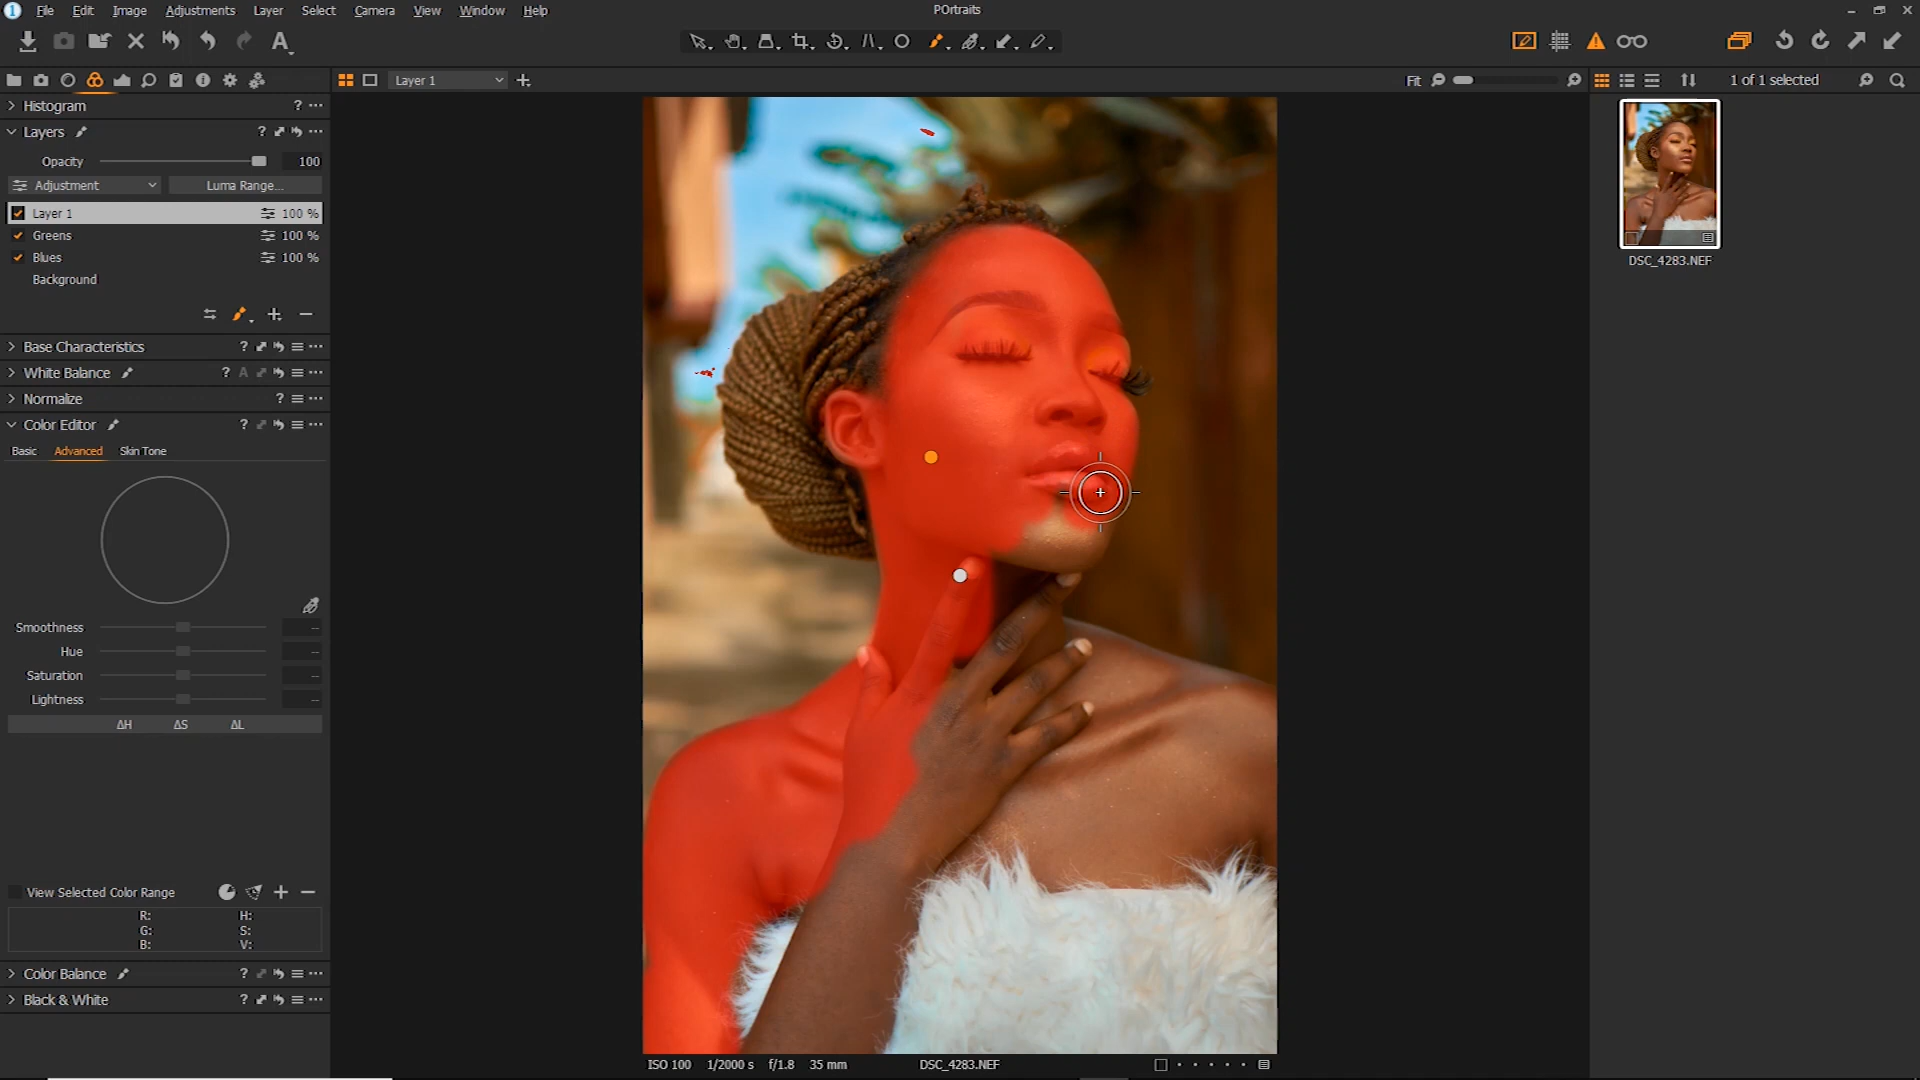 File Edit Image Adjustments Layer Select Camera View Window Help
POrtraits
Layer 1
Fit
1 of 1 selected
Histogram
Layers
Opacity 100
Adjustment Luma Range...
Layer 1 100 %
Greens 100 %
Blues 100 %
Background
Base Characteristics
White Balance
Normalize
Color Editor
Basic Advanced Skin Tone
Smoothness --
Hue --
Saturation --
Lightness --
ΔH ΔS ΔL
View Selected Color Range
R: H:
G: S:
B: V:
Color Balance
Black & White
ISO 100 1/2000 s f/1.8 35 mm DSC_4283.NEF
DSC_4283.NEF